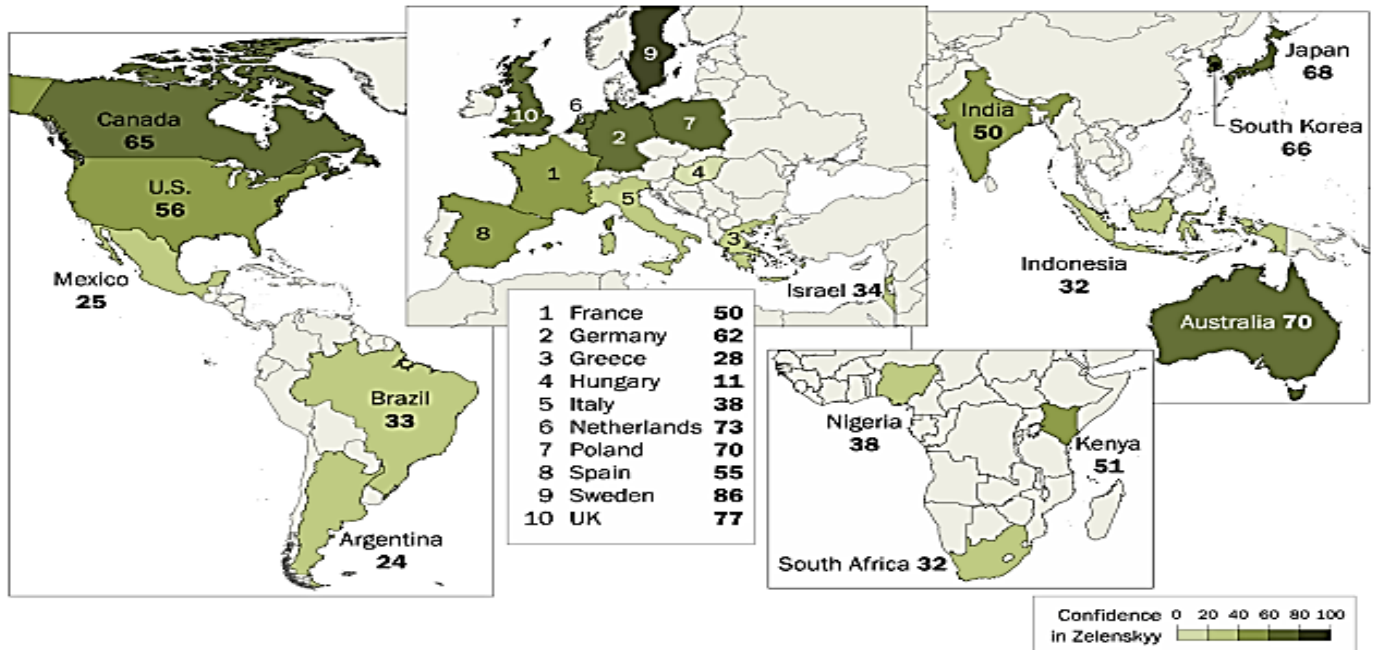 Canada
65
U.S.
56
Mexico
25
Brazil
33
Argentina
24
9
10
6
2
7
1
4
5
8
3
Israel 34
1 France 50
2 Germany 62
3 Greece 28
4 Hungary 11
5 Italy 38
6 Netherlands 73
7 Poland 70
8 Spain 55
9 Sweden 86
10 UK 77
Japan
68
India
50
South Korea
66
Indonesia
32
Australia 70
Nigeria
38
Kenya
51
South Africa 32
Confidence 0 20 40 60 80 100
in Zelenskyy